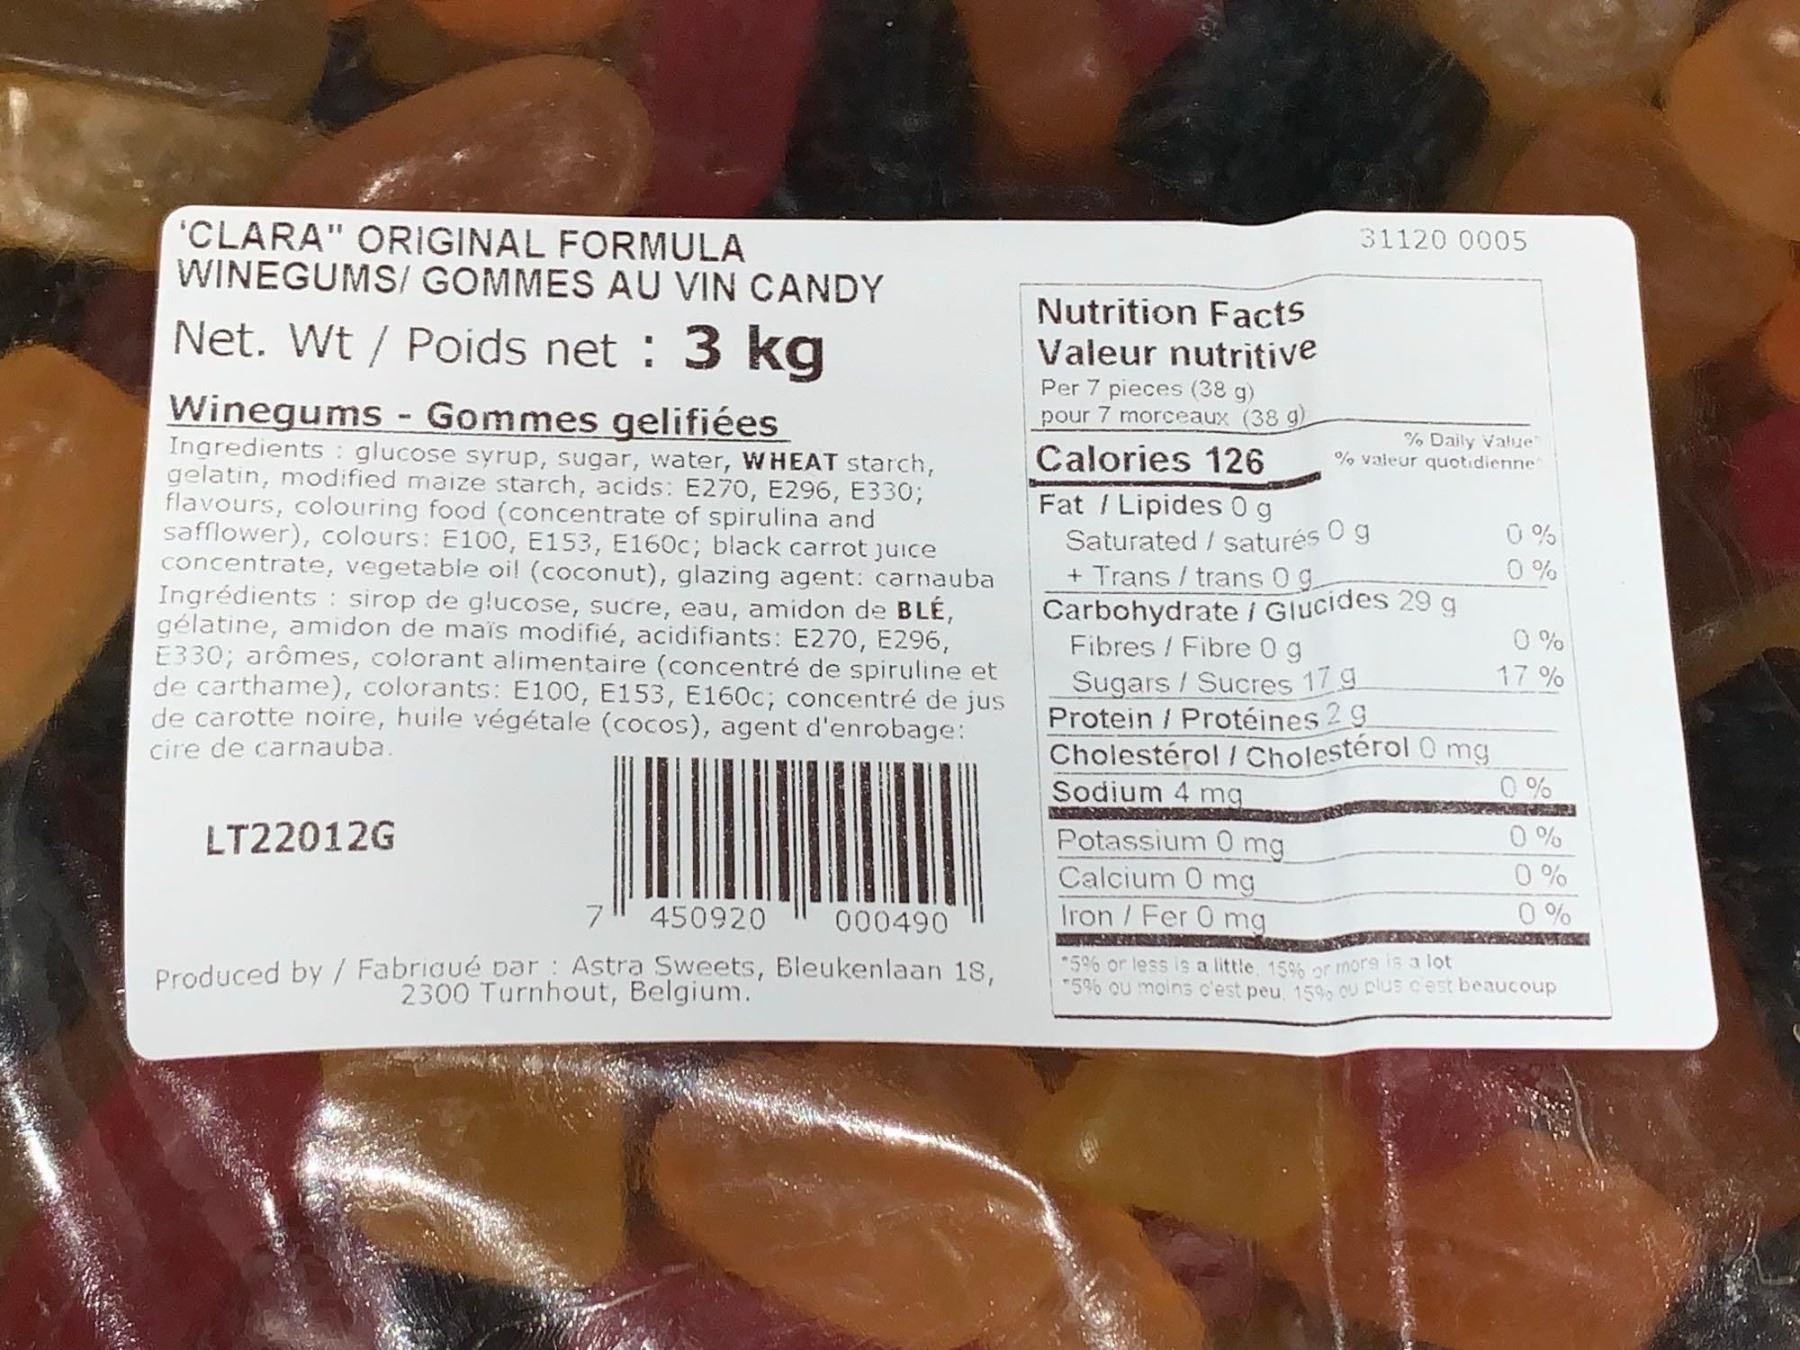 'CLARA" ORIGINAL FORMULA
WINEGUMS/ GOMMES AU VIN CANDY
Net. Wt / Poids net : 3 kg
Winegums - Gommes gelifiées
Ingredients : glucose syrup, sugar, water, WHEAT starch,
gelatin, modified maize starch, acids: E270, E296, E330;
flavours, colouring food (concentrate of spirulina and
safflower), colours: E100, E153, E160c; black carrot juice
concentrate, vegetable oil (coconut), glazing agent: carnauba
Ingrédients : sirop de glucose, sucre, eau, amidon de BLÉ,
gélatine, amidon de maïs modifié, acidifiants: E270, E296,
E330; arômes, colorant alimentaire (concentré de spiruline et
de carthame), colorants: E100, E153, E160c; concentré de jus
de carotte noire, huile végétale (cocos), agent d'enrobage:
cire de carnauba.
LT22012G
7 450920 000490
Produced by / Fabriqué par : Astra Sweets, Bleukenlaan 18,
2300 Turnhout, Belgium.
31120 0005
Nutrition Facts
Valeur nutritive
Per 7 pieces (38 g)
pour 7 morceaux (38 g)
% Daily Value*
Calories 126 % valeur quotidienne*
Fat / Lipides 0 g
Saturated / saturés 0 g 0 %
+ Trans / trans 0 g 0 %
Carbohydrate / Glucides 29 g
Fibres / Fibre 0 g 0 %
Sugars / Sucres 17 g 17 %
Protein / Protéines 2 g
Cholestérol / Cholestérol 0 mg
Sodium 4 mg 0 %
Potassium 0 mg 0 %
Calcium 0 mg 0 %
Iron / Fer 0 mg 0 %
*5% or less is a little, 15% or more is a lot
*5% ou moins c'est peu, 15% ou plus c'est beaucoup